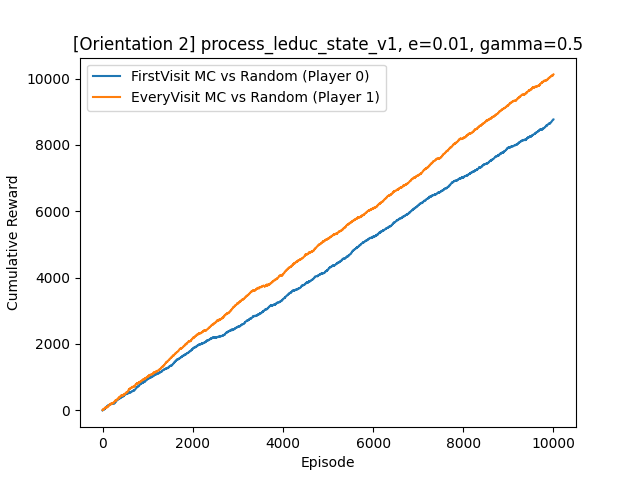 [Orientation 2] process_leduc_state_v1, e=0.01, gamma=0.5
FirstVisit MC vs Random (Player 0)
EveryVisit MC vs Random (Player 1)
10000
8000
6000
4000
2000
0
Cumulative Reward
0 2000 4000 6000 8000 10000
Episode